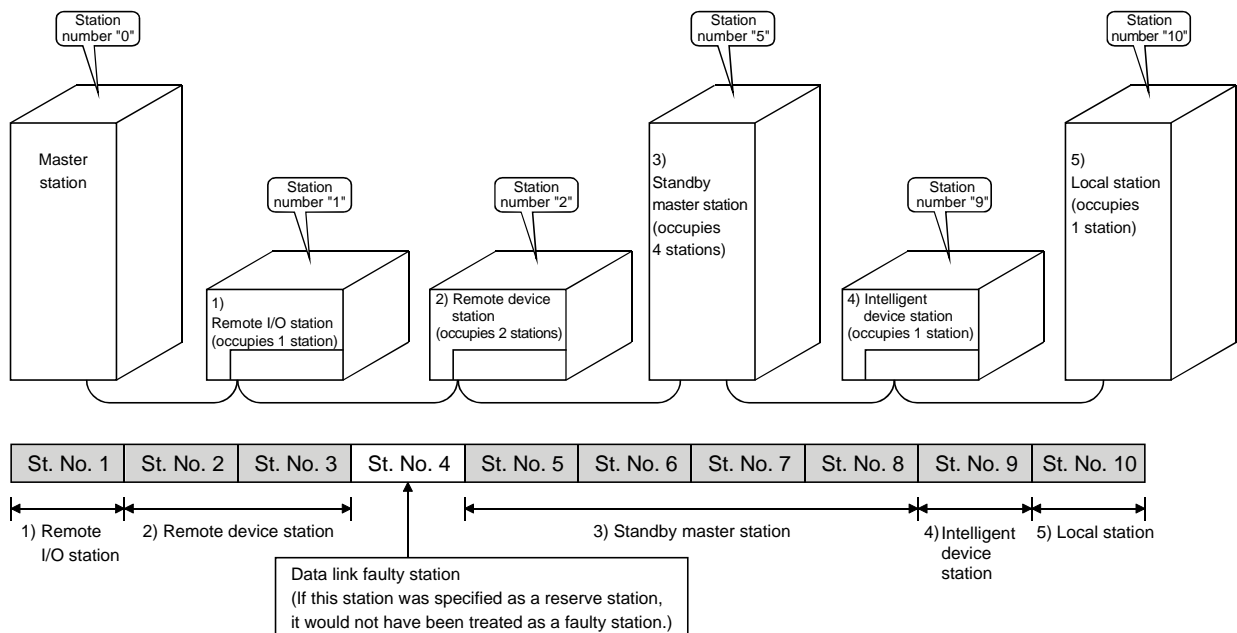 Station
number "0"
Station
number "5"
Station
number "10"
Master
station
Station
number "1"
Station
number "2"
3)
Standby
master station
(occupies
4 stations)
Station
number "9"
5)
Local station
(occupies
1 station)
1)
Remote I/O station
(occupies 1 station)
2) Remote device
station
(occupies 2 stations)
4) Intelligent
device station
(occupies 1 station)
St. No. 1 St. No. 2 St. No. 3 St. No. 4 St. No. 5 St. No. 6 St. No. 7 St. No. 8 St. No. 9 St. No. 10
1) Remote
I/O station
2) Remote device station
3) Standby master station
4) Intelligent
device
station
5) Local station
Data link faulty station
(If this station was specified as a reserve station,
it would not have been treated as a faulty station.)